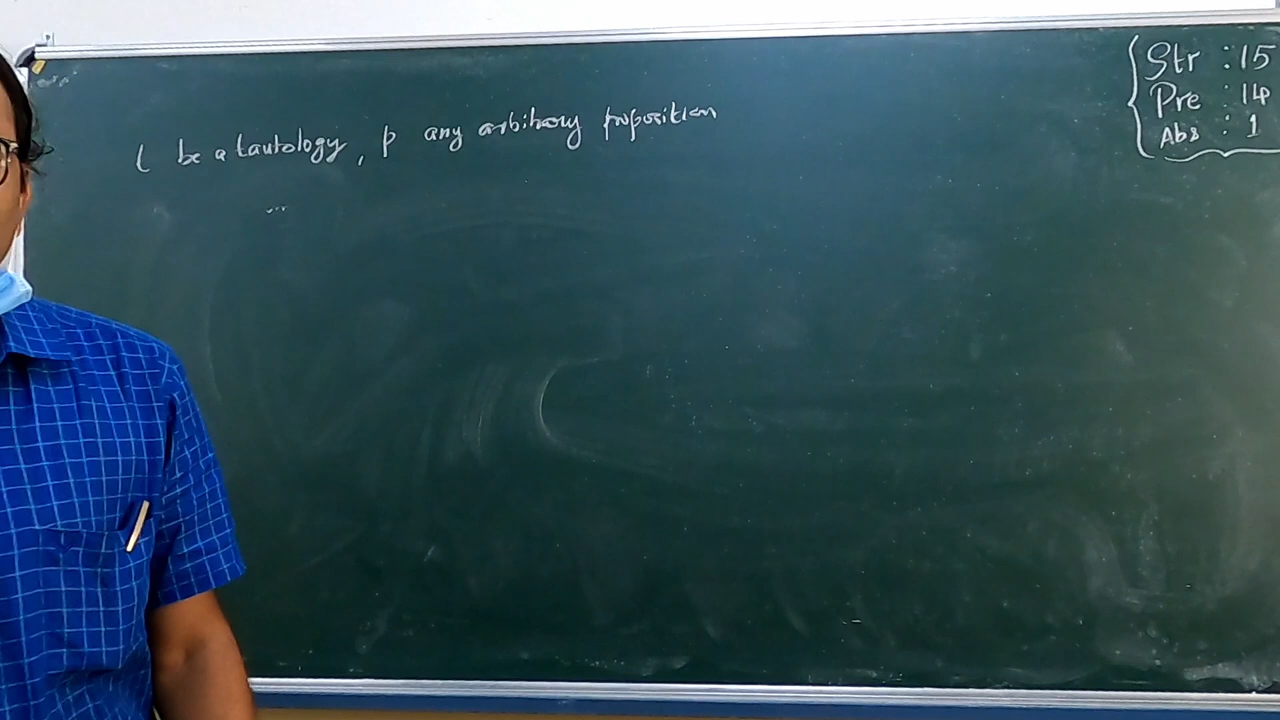 t be a tautology, p any arbitrary proposition
Str : 15
Pre : 14
Abs : 1